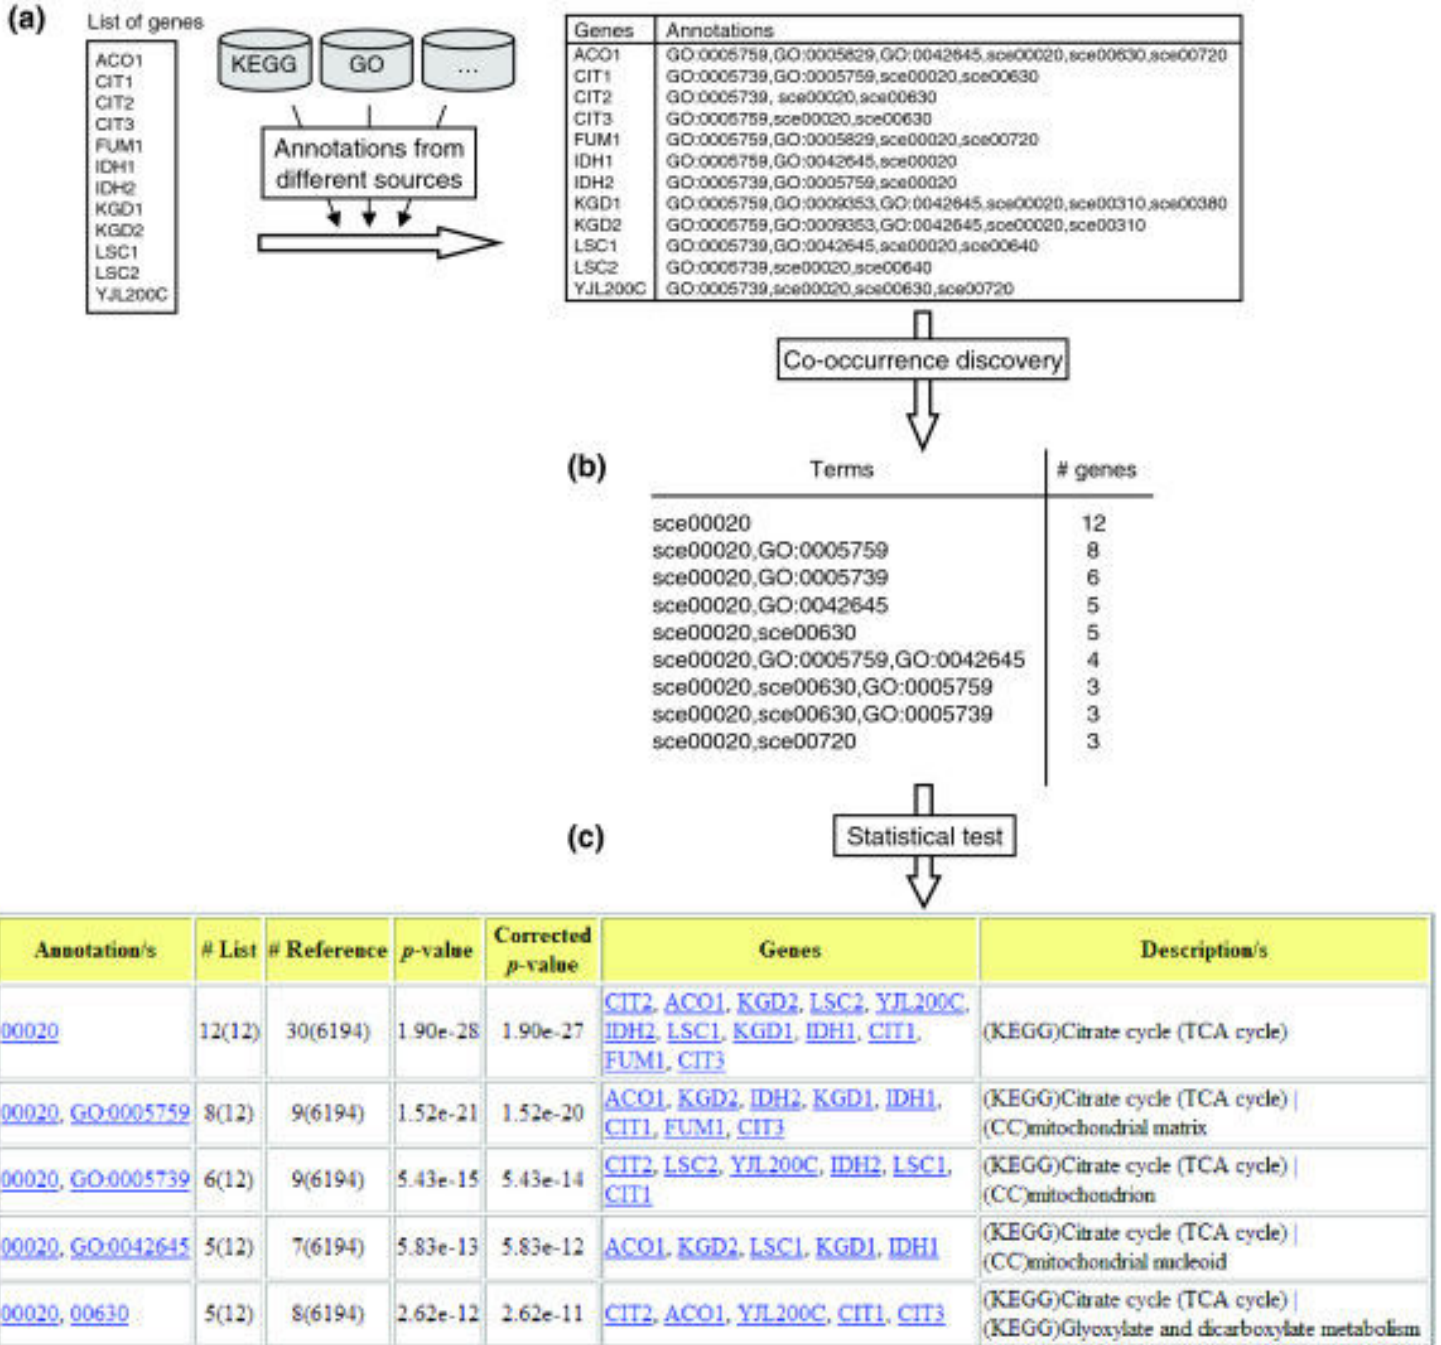 (a)
List of genes
ACO1
CIT1
CIT2
CIT3
FUM1
IDH1
IDH2
KGD1
KGD2
LSC1
LSC2
YJL200C
KEGG
GO
...
Annotations from
different sources
Genes Annotations
ACO1 GO:0005759,GO:0005829,GO:0042645,sce00020,sce00630,sce00720
CIT1 GO:0005739,GO:0005759,sce00020,sce00630
CIT2 GO:0005739, sce00020,sce00630
CIT3 GO:0005759,sce00020,sce00630
FUM1 GO:0005759,GO:0005829,sce00020,sce00720
IDH1 GO:0005759,GO:0042645,sce00020
IDH2 GO:0005739,GO:0005759,sce00020
KGD1 GO:0005759,GO:0009353,GO:0042645,sce00020,sce00310,sce00380
KGD2 GO:0005759,GO:0009353,GO:0042645,sce00020,sce00310
LSC1 GO:0005739,GO:0042645,sce00020,sce00640
LSC2 GO:0005739,sce00020,sce00640
YJL200C GO:0005739,sce00020,sce00630,sce00720
Co-occurrence discovery
(b)
Terms # genes
sce00020 12
sce00020,GO:0005759 8
sce00020,GO:0005739 6
sce00020,GO:0042645 5
sce00020,sce00630 5
sce00020,GO:0005759,GO:0042645 4
sce00020,sce00630,GO:0005759 3
sce00020,sce00630,GO:0005739 3
sce00020,sce00720 3
(c)
Statistical test
Annotation/s # List # Reference p-value Corrected p-value Genes Description/s
00020 12(12) 30(6194) 1.90e-28 1.90e-27 CIT2, ACO1, KGD2, LSC2, YJL200C,
IDH2, LSC1, KGD1, IDH1, CIT1,
FUM1, CIT3
(KEGG)Citrate cycle (TCA cycle)
00020, GO:0005759 8(12) 9(6194) 1.52e-21 1.52e-20 ACO1, KGD2, IDH2, KGD1, IDH1,
CIT1, FUM1, CIT3
(KEGG)Citrate cycle (TCA cycle) |
(CC)mitochondrial matrix
00020, GO:0005739 6(12) 9(6194) 5.43e-15 5.43e-14 CIT2, LSC2, YJL200C, IDH2, LSC1,
CIT1
(KEGG)Citrate cycle (TCA cycle) |
(CC)mitochondrion
00020, GO:0042645 5(12) 7(6194) 5.83e-13 5.83e-12 ACO1, KGD2, LSC1, KGD1, IDH1
(KEGG)Citrate cycle (TCA cycle) |
(CC)mitochondrial nucleoid
00020, 00630 5(12) 8(6194) 2.62e-12 2.62e-11 CIT2, ACO1, YJL200C, CIT1, CIT3
(KEGG)Citrate cycle (TCA cycle) |
(KEGG)Glyoxylate and dicarboxylate metabolism